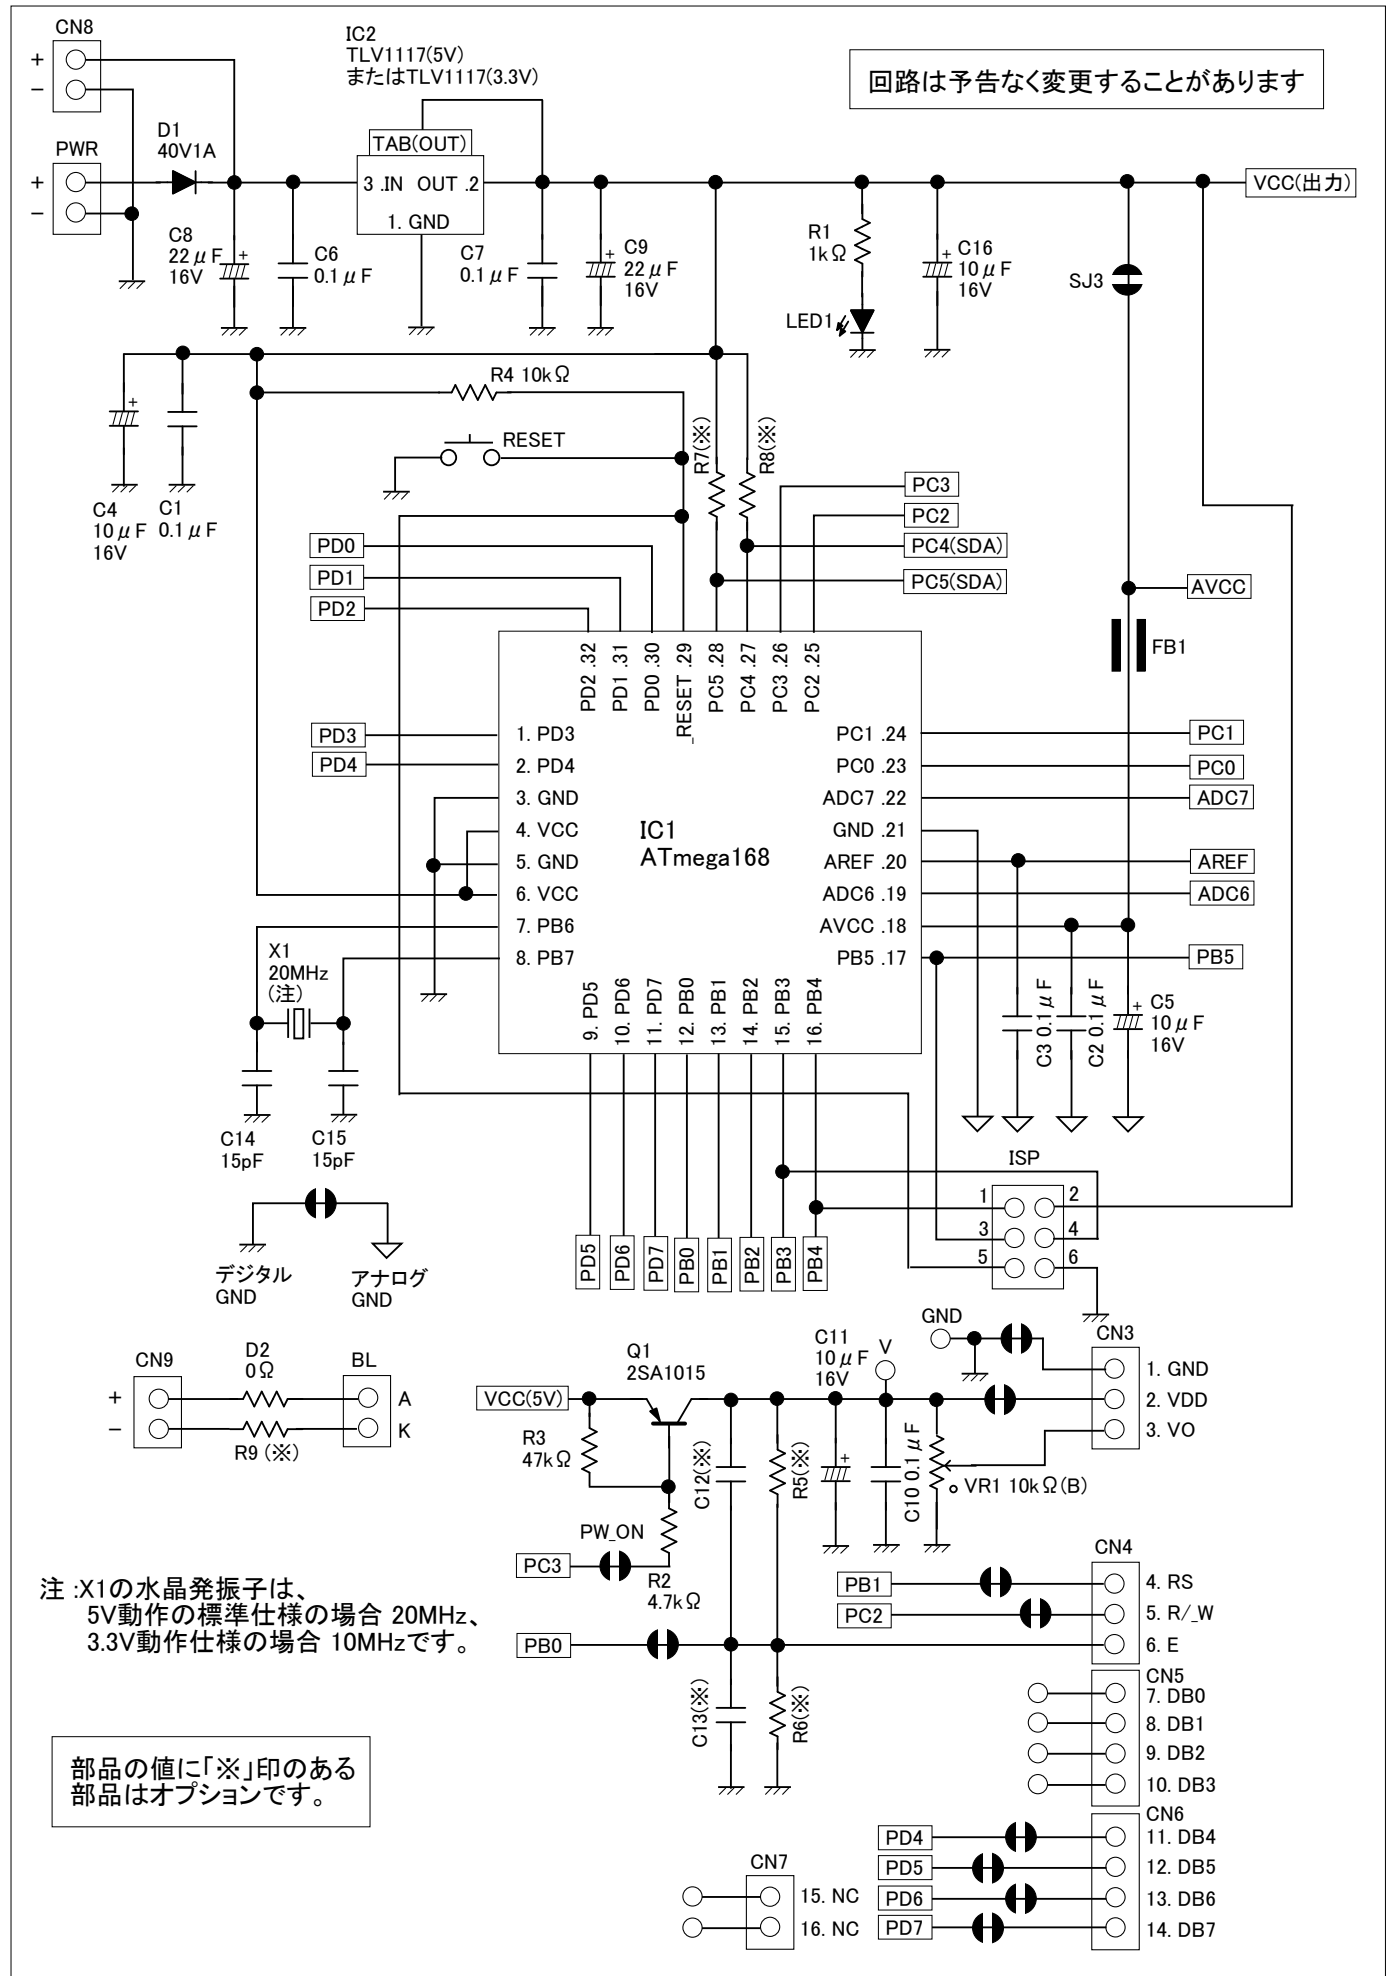 CN8
+
−
IC2
TLV1117(5V)
またはTLV1117(3.3V)
回路は予告なく変更することがあります
PWR
+
−
D1
40V1A
TAB(OUT)
3 .IN OUT .2
1. GND
VCC(出力)
C8
22μF
16V
+
C6
0.1μF
C7
0.1μF
+
C9
22μF
16V
R1
1kΩ
LED1
+
C16
10μF
16V
SJ3
R4 10kΩ
RESET
R7(※)
R8(※)
+
C4
10μF
16V
C1
0.1μF
PC3
PC2
PC4(SDA)
PC5(SDA)
PD0
PD1
PD2
AVCC
FB1
PD2 .32
PD1 .31
PD0 .30
_RESET .29
PC5 .28
PC4 .27
PC3 .26
PC2 .25
PD3
PD4
1. PD3
2. PD4
3. GND
4. VCC
5. GND
6. VCC
7. PB6
8. PB7
IC1
ATmega168
PC1 .24
PC0 .23
ADC7 .22
GND .21
AREF .20
ADC6 .19
AVCC .18
PB5 .17
PC1
PC0
ADC7
AREF
ADC6
PB5
9. PD5
10. PD6
11. PD7
12. PB0
13. PB1
14. PB2
15. PB3
16. PB4
X1
20MHz
(注)
C14
15pF
C15
15pF
C3 0.1μF
C2 0.1μF
+
C5
10μF
16V
ISP
1
2
3
4
5
6
PD5
PD6
PD7
PB0
PB1
PB2
PB3
PB4
デジタル
GND
アナログ
GND
CN9
+
−
D2
0Ω
R9 (※)
BL
A
K
Q1
2SA1015
VCC(5V)
R3
47kΩ
PW_ON
PC3
R2
4.7kΩ
PB0
C12(※)
R5(※)
C11
10μF
16V
+
V
C10 0.1μF
VR1 10kΩ(B)
GND
CN3
1. GND
2. VDD
3. VO
C13(※)
R6(※)
CN4
PB1
PC2
4. RS
5. R/_W
6. E
CN5
7. DB0
8. DB1
9. DB2
10. DB3
CN6
PD4
PD5
PD6
PD7
11. DB4
12. DB5
13. DB6
14. DB7
CN7
15. NC
16. NC
注 :X1の水晶発振子は、
5V動作の標準仕様の場合 20MHz、
3.3V動作仕様の場合 10MHzです。
部品の値に「※」印のある
部品はオプションです。